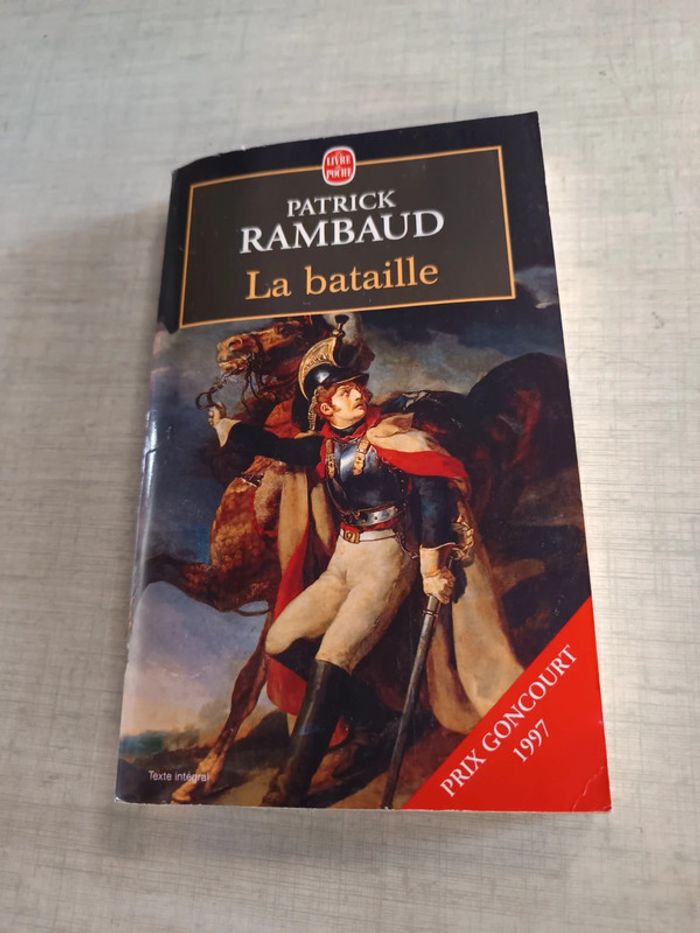 LE LIVRE
DE POCHE
PATRICK
RAMBAUD
La bataille
PRIX GONCOURT
1997
Texte intégral